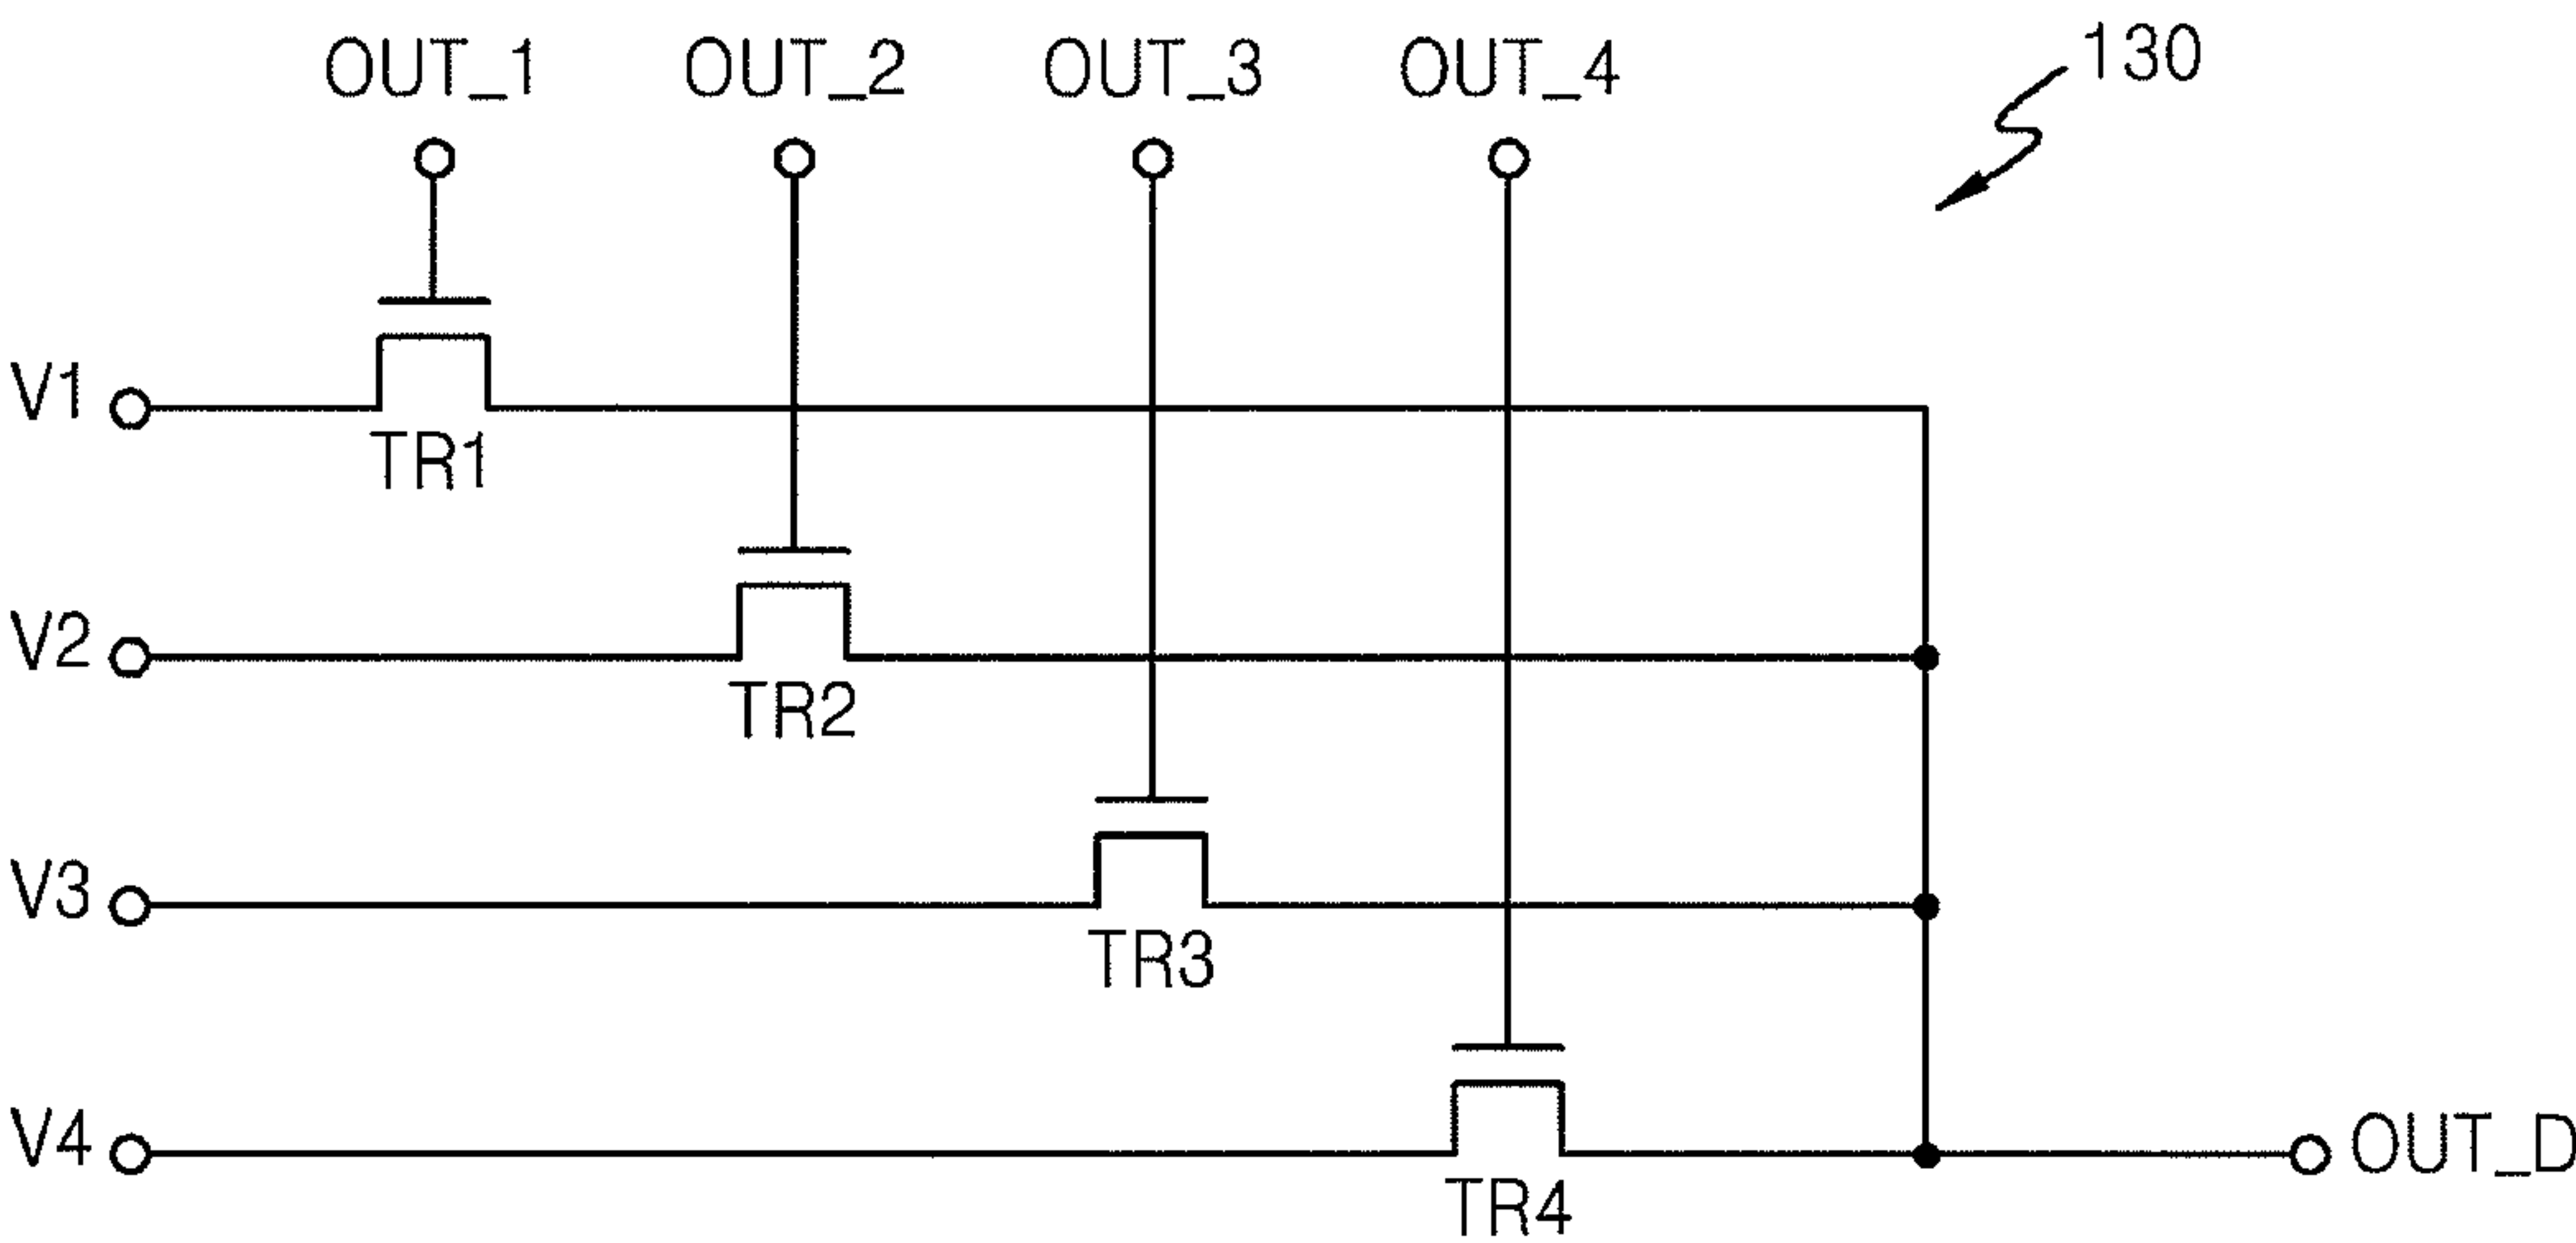 OUT_1 OUT_2 OUT_3 OUT_4 130
V1
TR1
V2
TR2
V3
TR3
V4 OUT_D
TR4